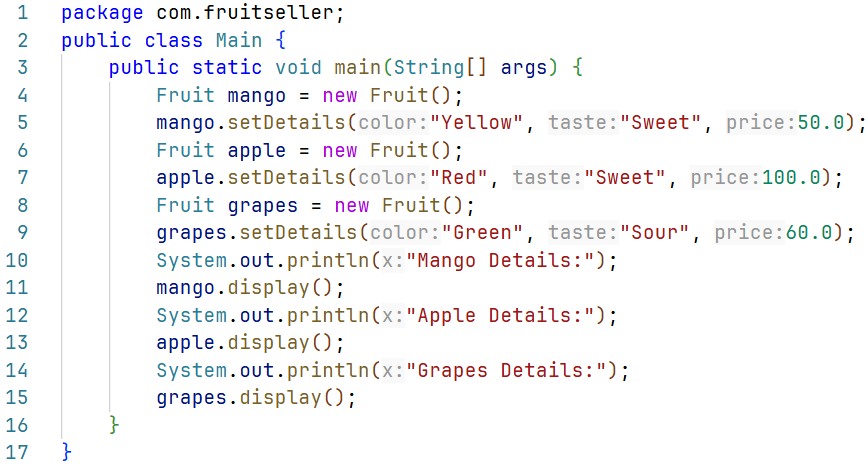 1 package com.fruitseller;
2 public class Main {
3 public static void main(String[] args) {
4 Fruit mango = new Fruit();
5 mango.setDetails(color:"Yellow", taste:"Sweet", price:50.0);
6 Fruit apple = new Fruit();
7 apple.setDetails(color:"Red", taste:"Sweet", price:100.0);
8 Fruit grapes = new Fruit();
9 grapes.setDetails(color:"Green", taste:"Sour", price:60.0);
10 System.out.println(x:"Mango Details:");
11 mango.display();
12 System.out.println(x:"Apple Details:");
13 apple.display();
14 System.out.println(x:"Grapes Details:");
15 grapes.display();
16 }
17 }